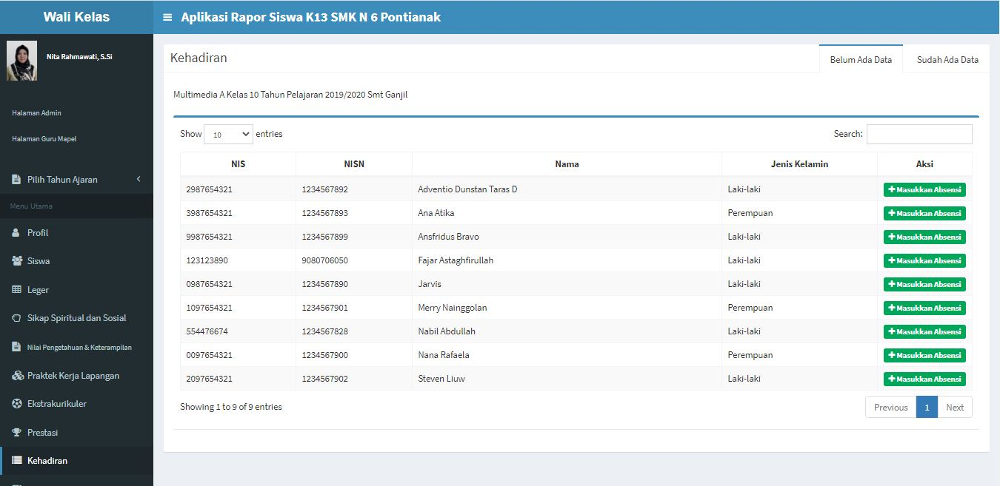 Wali Kelas
Aplikasi Rapor Siswa K13 SMK N 6 Pontianak
Nita Rahmawati, S.Si
Halaman Admin
Halaman Guru Mapel
Pilih Tahun Ajaran
Menu Utama
Profil
Siswa
Leger
Sikap Spiritual dan Sosial
Nilai Pengetahuan & Keterampilan
Praktek Kerja Lapangan
Ekstrakurikuler
Prestasi
Kehadiran
Kehadiran
Belum Ada Data Sudah Ada Data
Multimedia A Kelas 10 Tahun Pelajaran 2019/2020 Smt Ganjil
Show 10 entries Search:
NIS NISN Nama Jenis Kelamin Aksi
2987654321 1234567892 Adventio Dunstan Taras D Laki-laki Masukkan Absensi
3987654321 1234567893 Ana Atika Perempuan Masukkan Absensi
9987654321 1234567899 Ansfridus Bravo Laki-laki Masukkan Absensi
123123890 9080706050 Fajar Astaghfirullah Laki-laki Masukkan Absensi
0987654321 1234567890 Jarvis Laki-laki Masukkan Absensi
1097654321 1234567901 Merry Nainggolan Perempuan Masukkan Absensi
554476674 1234567828 Nabil Abdullah Laki-laki Masukkan Absensi
0097654321 1234567900 Nana Rafaela Perempuan Masukkan Absensi
2097654321 1234567902 Steven Liuw Laki-laki Masukkan Absensi
Showing 1 to 9 of 9 entries Previous 1 Next